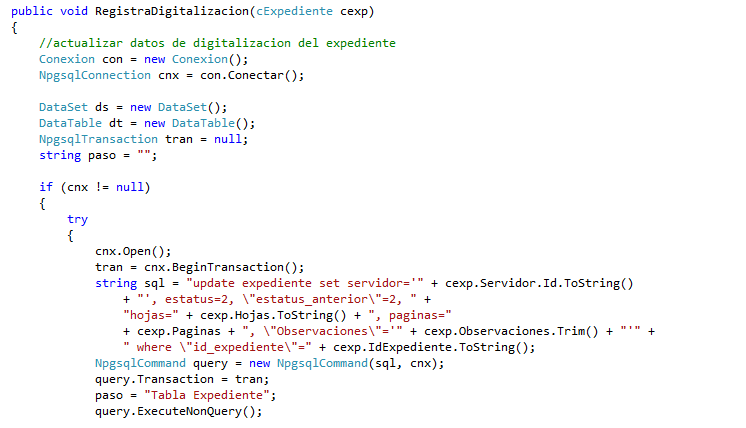 public void RegistraDigitalizacion(cExpediente cexp)
{
//actualizar datos de digitalizacion del expediente
Conexion con = new Conexion();
NpgsqlConnection cnx = con.Conectar();
DataSet ds = new DataSet();
DataTable dt = new DataTable();
NpgsqlTransaction tran = null;
string paso = "";
if (cnx != null)
{
try
{
cnx.Open();
tran = cnx.BeginTransaction();
string sql = "update expediente set servidor='" + cexp.Servidor.Id.ToString()
+ "', estatus=2, \"estatus_anterior\"=2, " +
"hojas=" + cexp.Hojas.ToString() + ", paginas="
+ cexp.Paginas + ", \"Observaciones\"='" + cexp.Observaciones.Trim() + "'" +
" where \"id_expediente\"=" + cexp.IdExpediente.ToString();
NpgsqlCommand query = new NpgsqlCommand(sql, cnx);
query.Transaction = tran;
paso = "Tabla Expediente";
query.ExecuteNonQuery();